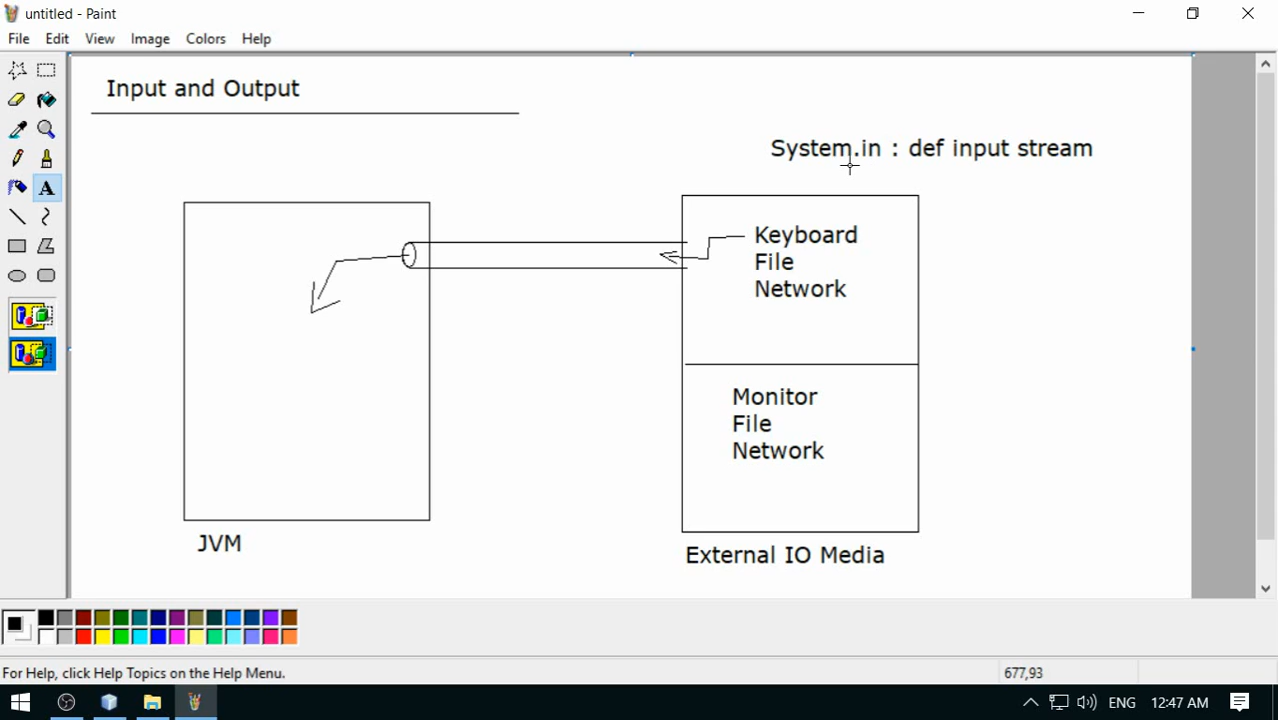 untitled - Paint
File Edit View Image Colors Help
Input and Output
System.in : def input stream
Keyboard
File
Network
Monitor
File
Network
JVM
External IO Media
A
For Help, click Help Topics on the Help Menu.
677,93
ENG
12:47 AM